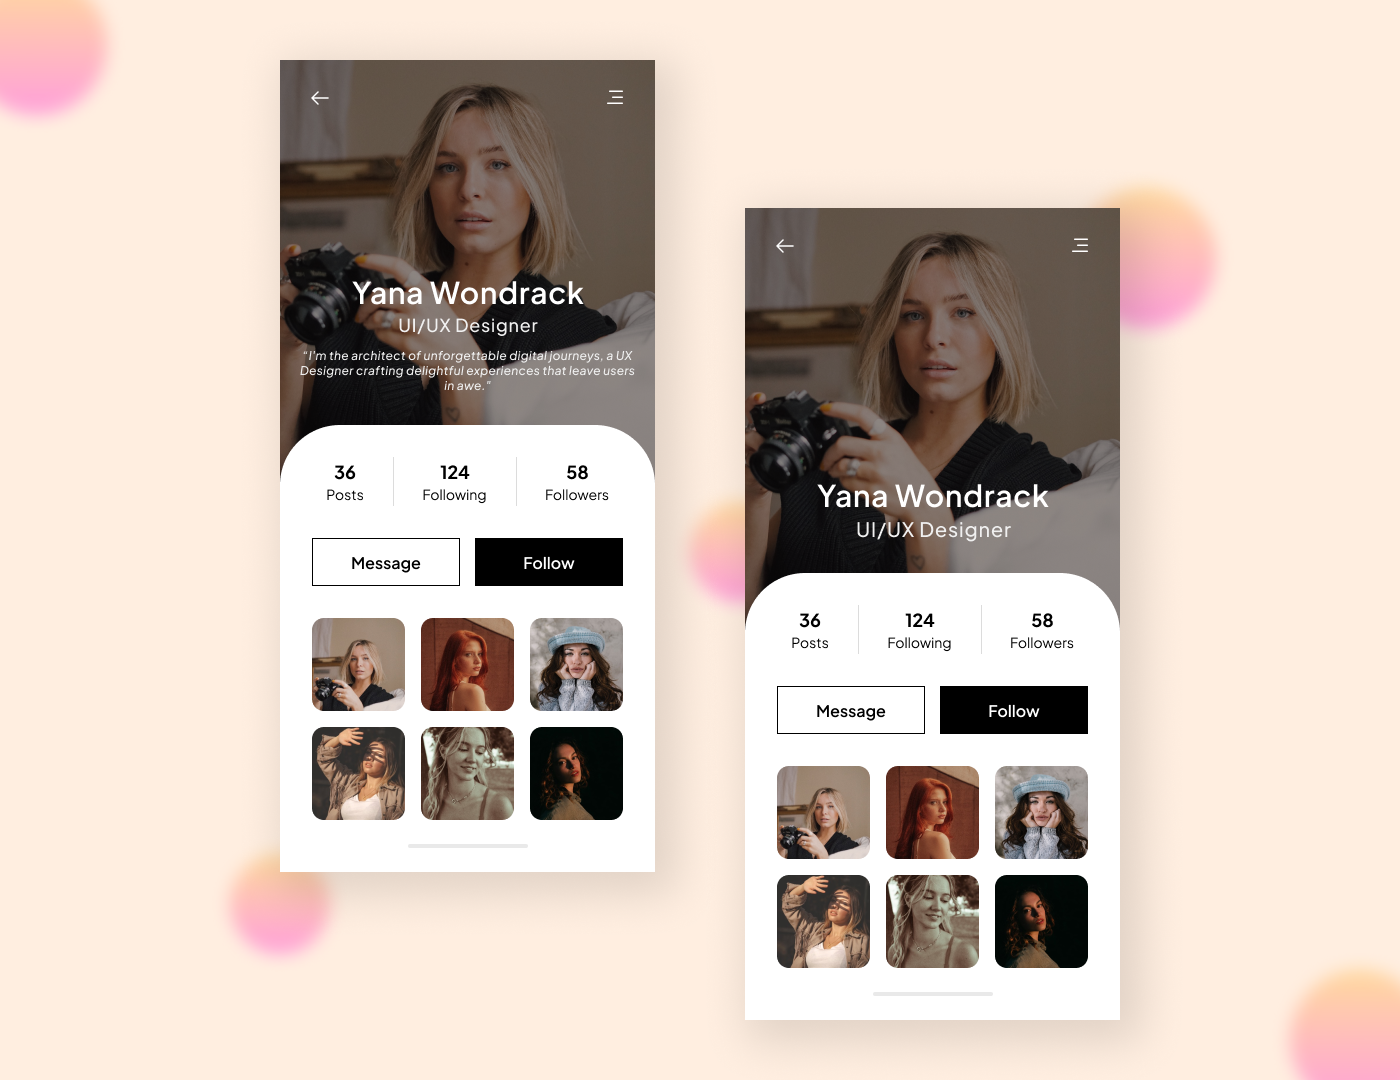 Yana Wondrack
UI/UX Designer
“I’m the architect of unforgettable digital journeys, a UX
Designer crafting delightful experiences that leave users
in awe.”
36
Posts
124
Following
58
Followers
Message
Follow
Yana Wondrack
UI/UX Designer
36
Posts
124
Following
58
Followers
Message
Follow